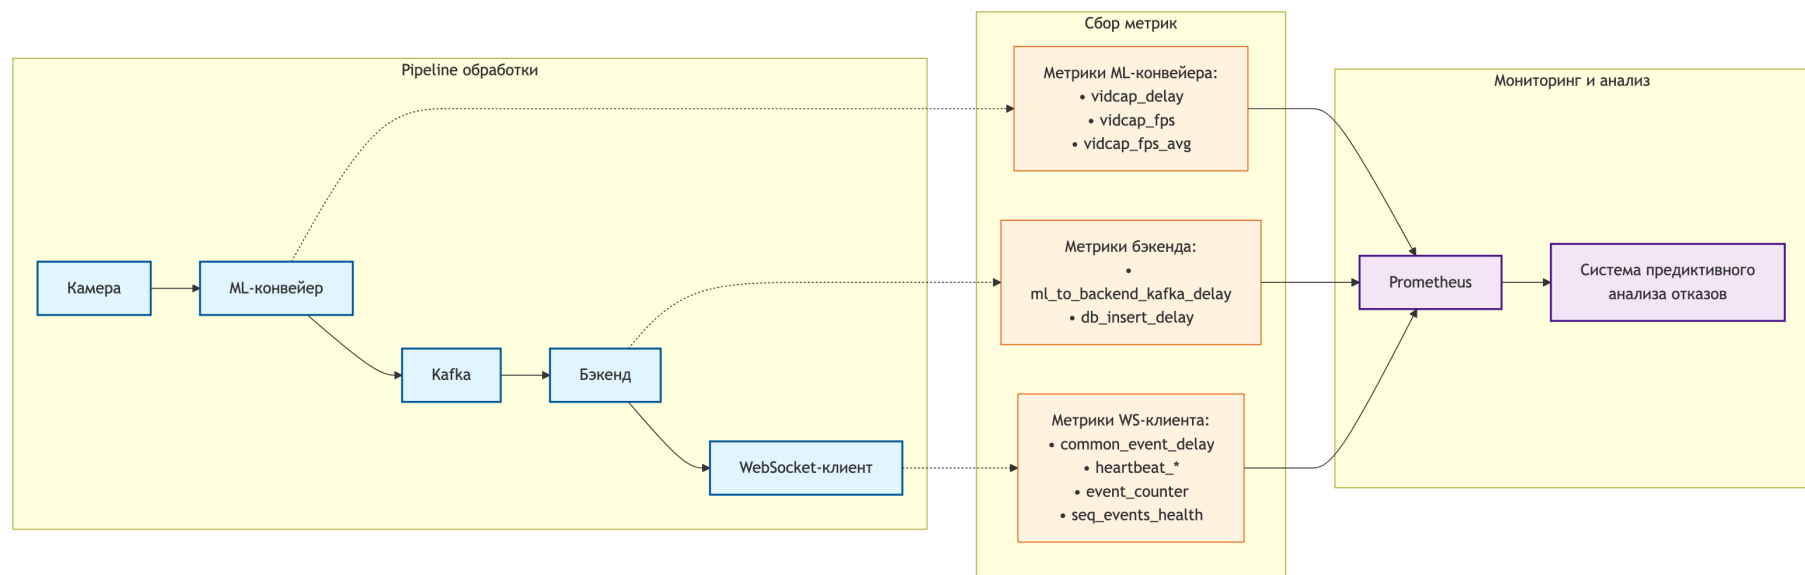 Pipeline обработки
Камера
ML-конвейер
Kafka
Бэкенд
WebSocket-клиент
Сбор метрик
Метрики ML-конвейера:
• vidcap_delay
• vidcap_fps
• vidcap_fps_avg
Метрики бэкенда:
•
ml_to_backend_kafka_delay
• db_insert_delay
Метрики WS-клиента:
• common_event_delay
• heartbeat_*
• event_counter
• seq_events_health
Мониторинг и анализ
Prometheus
Система предиктивного
анализа отказов